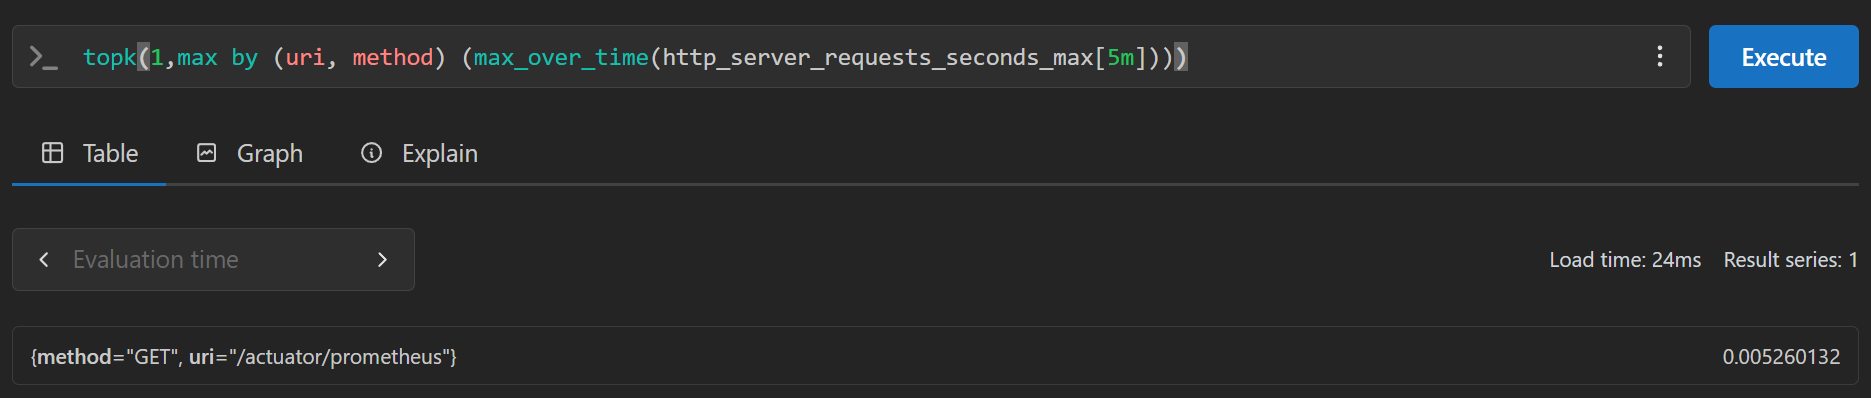 topk(1,max by (uri, method) (max_over_time(http_server_requests_seconds_max[5m])))
Execute
Table
Graph
Explain
Evaluation time
Load time: 24ms
Result series: 1
{method="GET", uri="/actuator/prometheus"}
0.005260132